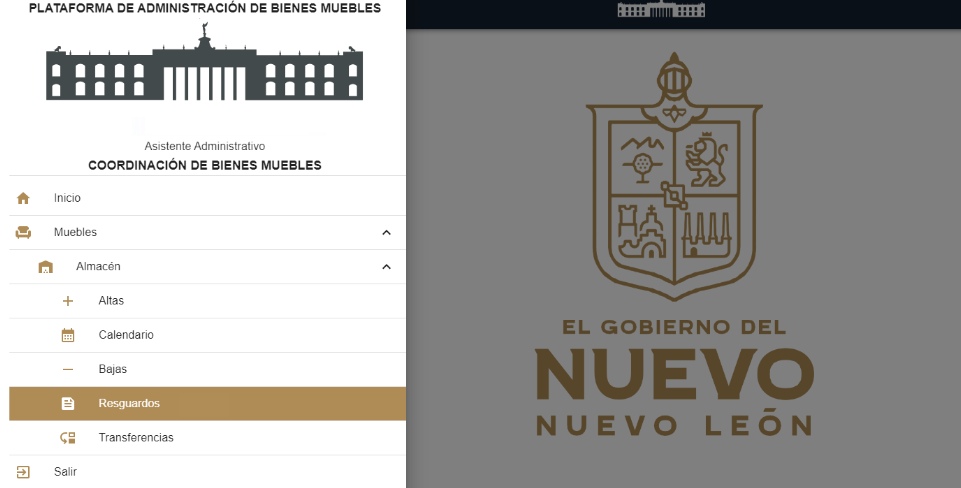 PLATAFORMA DE ADMINISTRACIÓN DE BIENES MUEBLES
Asistente Administrativo
COORDINACIÓN DE BIENES MUEBLES
Inicio
Muebles
Almacén
Altas
Calendario
Bajas
Resguardos
Transferencias
Salir
EL GOBIERNO DEL
NUEVO
NUEVO LEÓN